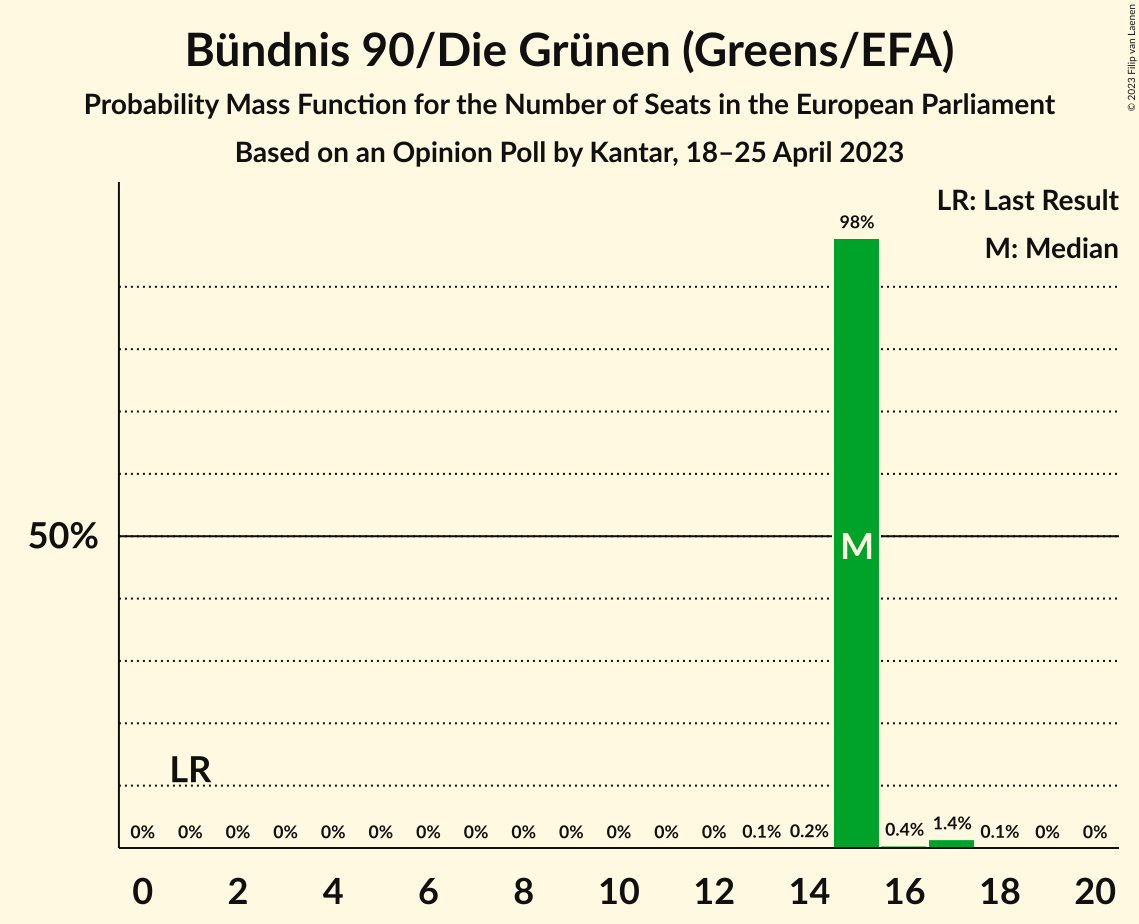 Bündnis 90/Die Grünen (Greens/EFA)
Probability Mass Function for the Number of Seats in the European Parliament
Based on an Opinion Poll by Kantar, 18–25 April 2023
© 2023 Filip van Laenen
LR: Last Result
M: Median
98%
50%
M
LR
0% 0% 0% 0% 0% 0% 0% 0% 0% 0% 0% 0% 0% 0.1% 0.2% 0.4% 1.4% 0.1% 0% 0%
0 2 4 6 8 10 12 14 16 18 20